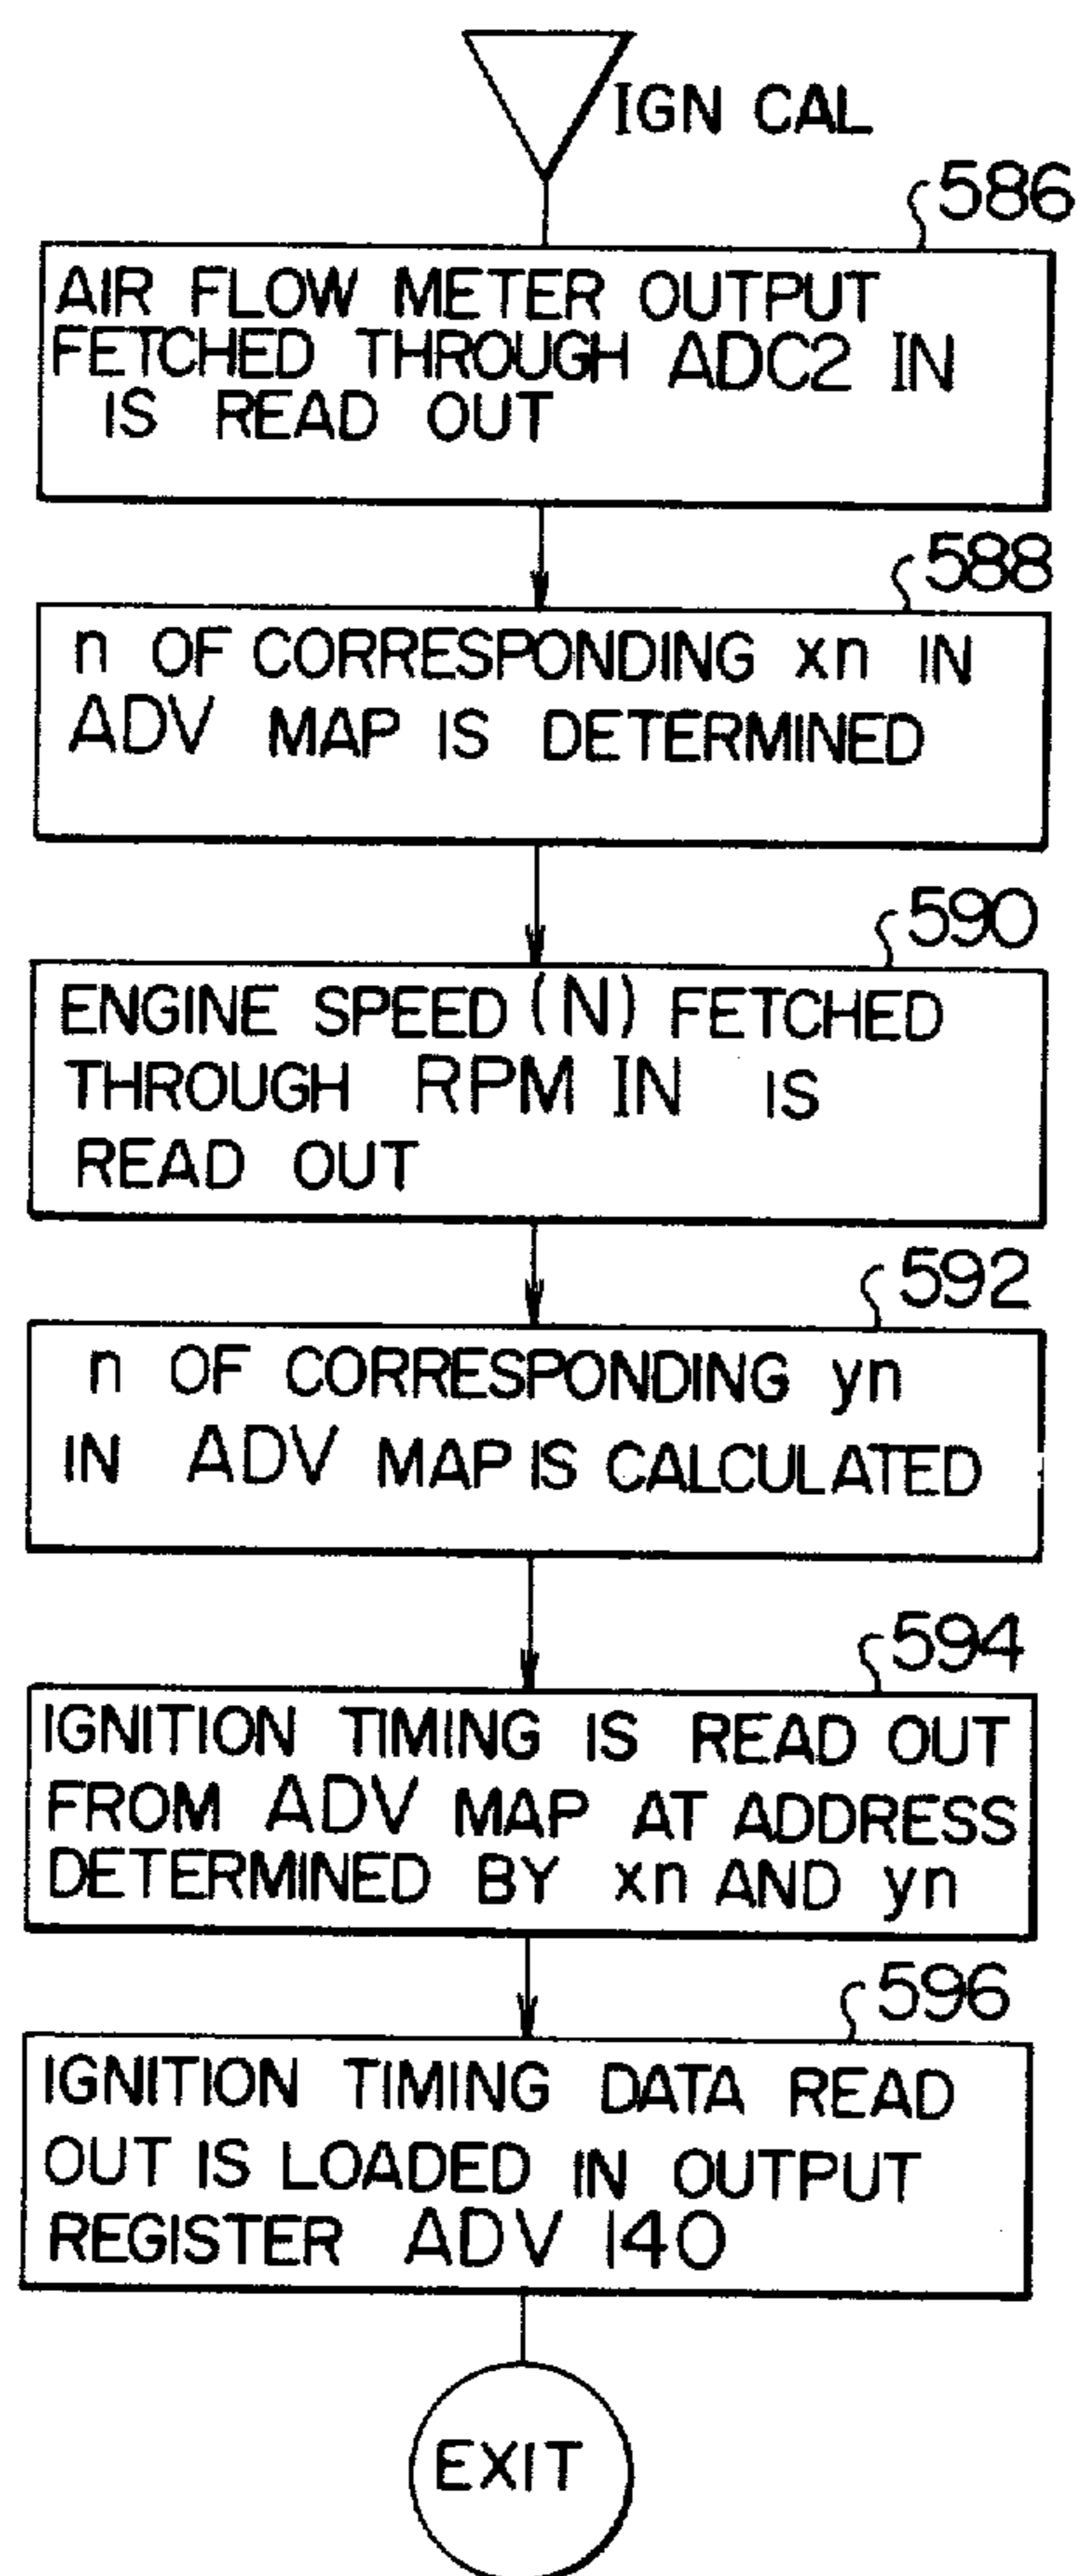 IGN CAL
586
AIR FLOW METER OUTPUT
FETCHED THROUGH ADC2 IN
IS READ OUT
588
n OF CORRESPONDING xn IN
ADV MAP IS DETERMINED
590
ENGINE SPEED (N) FETCHED
THROUGH RPM IN IS
READ OUT
592
n OF CORRESPONDING yn
IN ADV MAP IS CALCULATED
594
IGNITION TIMING IS READ OUT
FROM ADV MAP AT ADDRESS
DETERMINED BY xn AND yn
596
IGNITION TIMING DATA READ
OUT IS LOADED IN OUTPUT
REGISTER ADV 140
EXIT